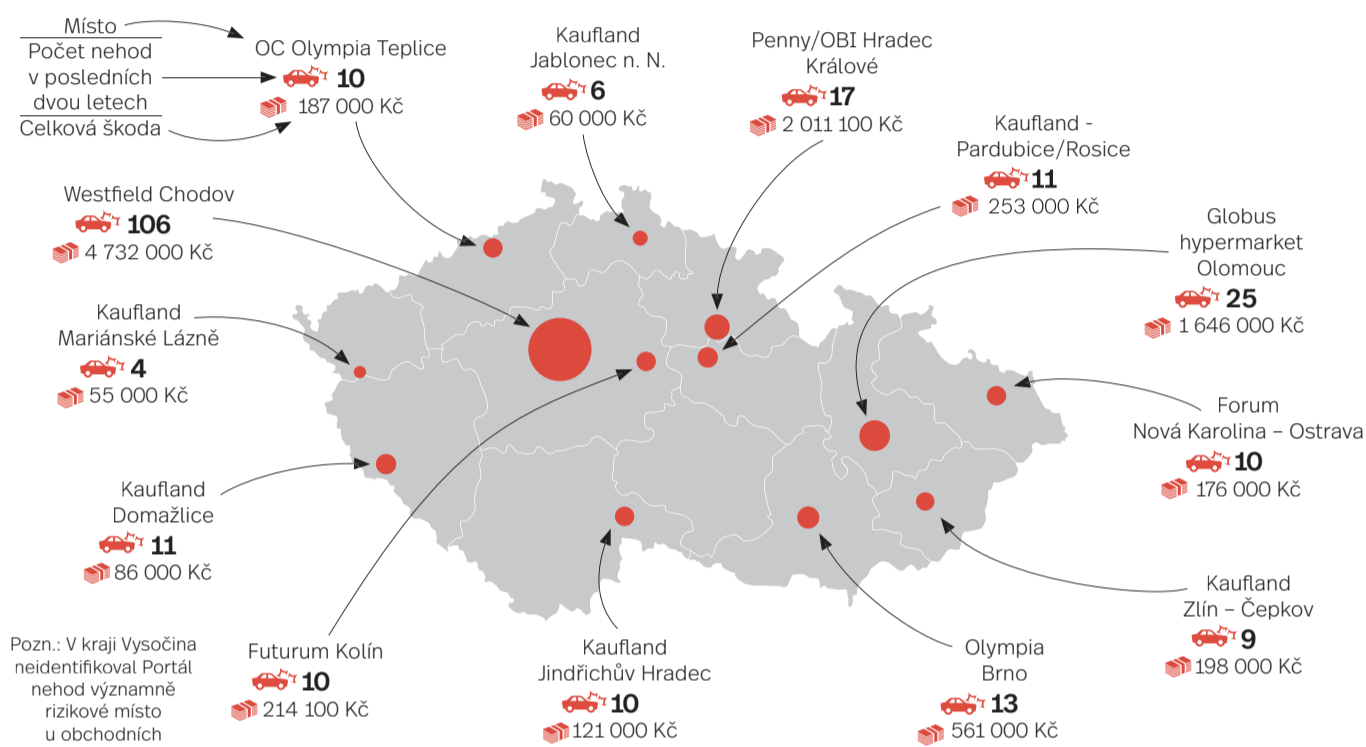 Místo
Počet nehod
v posledních
dvou letech
Celková škoda
OC Olympia Teplice
10
187 000 Kč
Kaufland
Jablonec n. N.
6
60 000 Kč
Penny/OBI Hradec
Králové
17
2 011 100 Kč
Kaufland -
Pardubice/Rosice
11
253 000 Kč
Westfield Chodov
106
4 732 000 Kč
Globus
hypermarket
Olomouc
25
1 646 000 Kč
Kaufland
Mariánské Lázně
4
55 000 Kč
Forum
Nová Karolina – Ostrava
10
176 000 Kč
Kaufland
Domažlice
11
86 000 Kč
Kaufland
Zlín – Čepkov
9
198 000 Kč
Pozn.: V kraji Vysočina
neidentifikoval Portál
nehod významně
rizikové místo
u obchodních
Futurum Kolín
10
214 100 Kč
Kaufland
Jindřichův Hradec
10
121 000 Kč
Olympia
Brno
13
561 000 Kč